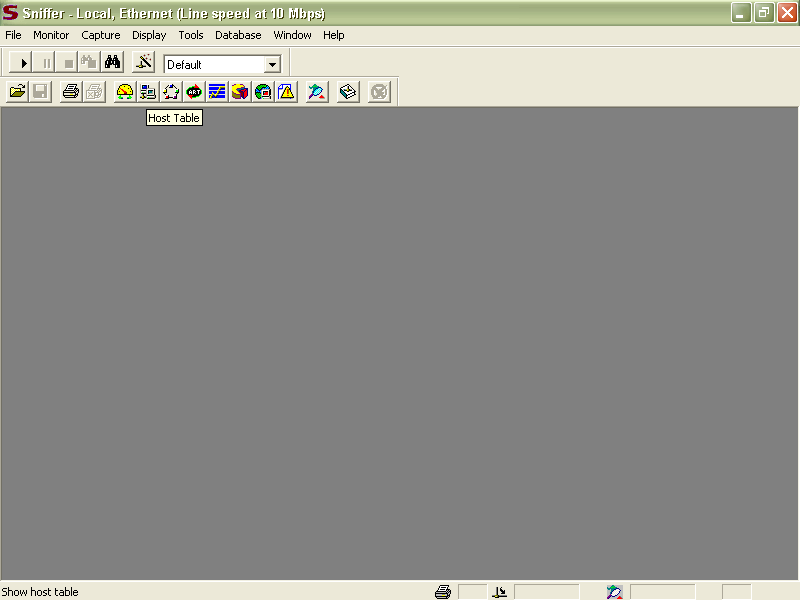 Sniffer - Local, Ethernet (Line speed at 10 Mbps)
File Monitor Capture Display Tools Database Window Help
Default
Host Table
Show host table